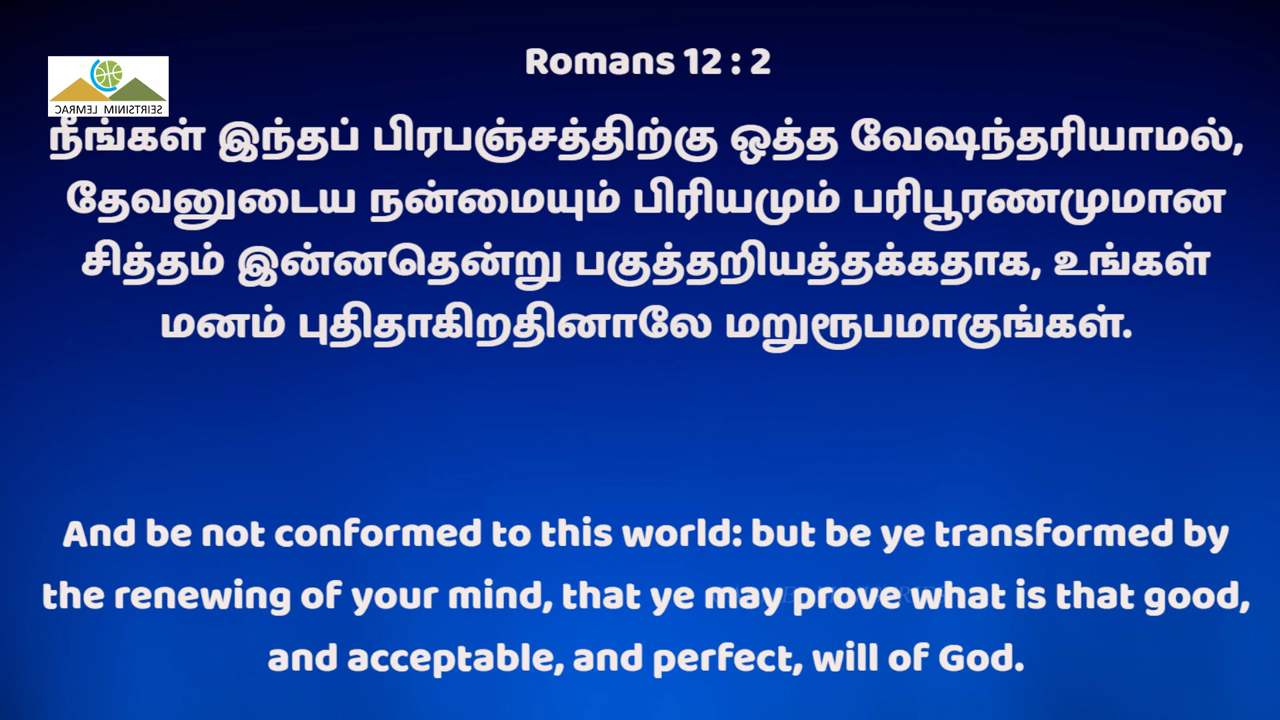 Romans 12 : 2
CARMEL MINISTRIES
நீங்கள் இந்தப் பிரபஞ்சத்திற்கு ஒத்த வேஷந்தரியாமல்,
தேவனுடைய நன்மையும் பிரியமும் பரிபூரணமுமான
சித்தம் இன்னதென்று பகுத்தறியத்தக்கதாக, உங்கள்
மனம் புதிதாகிறதினாலே மறுரூபமாகுங்கள்.
And be not conformed to this world: but be ye transformed by
the renewing of your mind, that ye may prove what is that good,
and acceptable, and perfect, will of God.